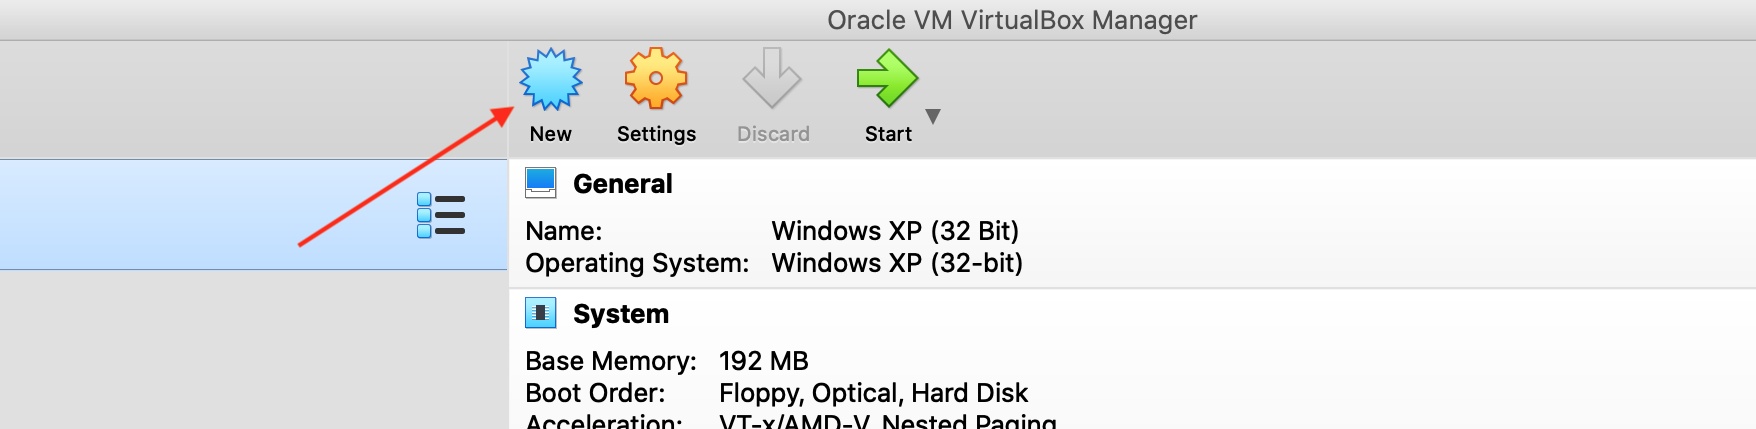 Oracle VM VirtualBox Manager
New Settings Discard Start
General
Name: Windows XP (32 Bit)
Operating System: Windows XP (32-bit)
System
Base Memory: 192 MB
Boot Order: Floppy, Optical, Hard Disk
Acceleration: VT-x/AMD-V, Nested Paging